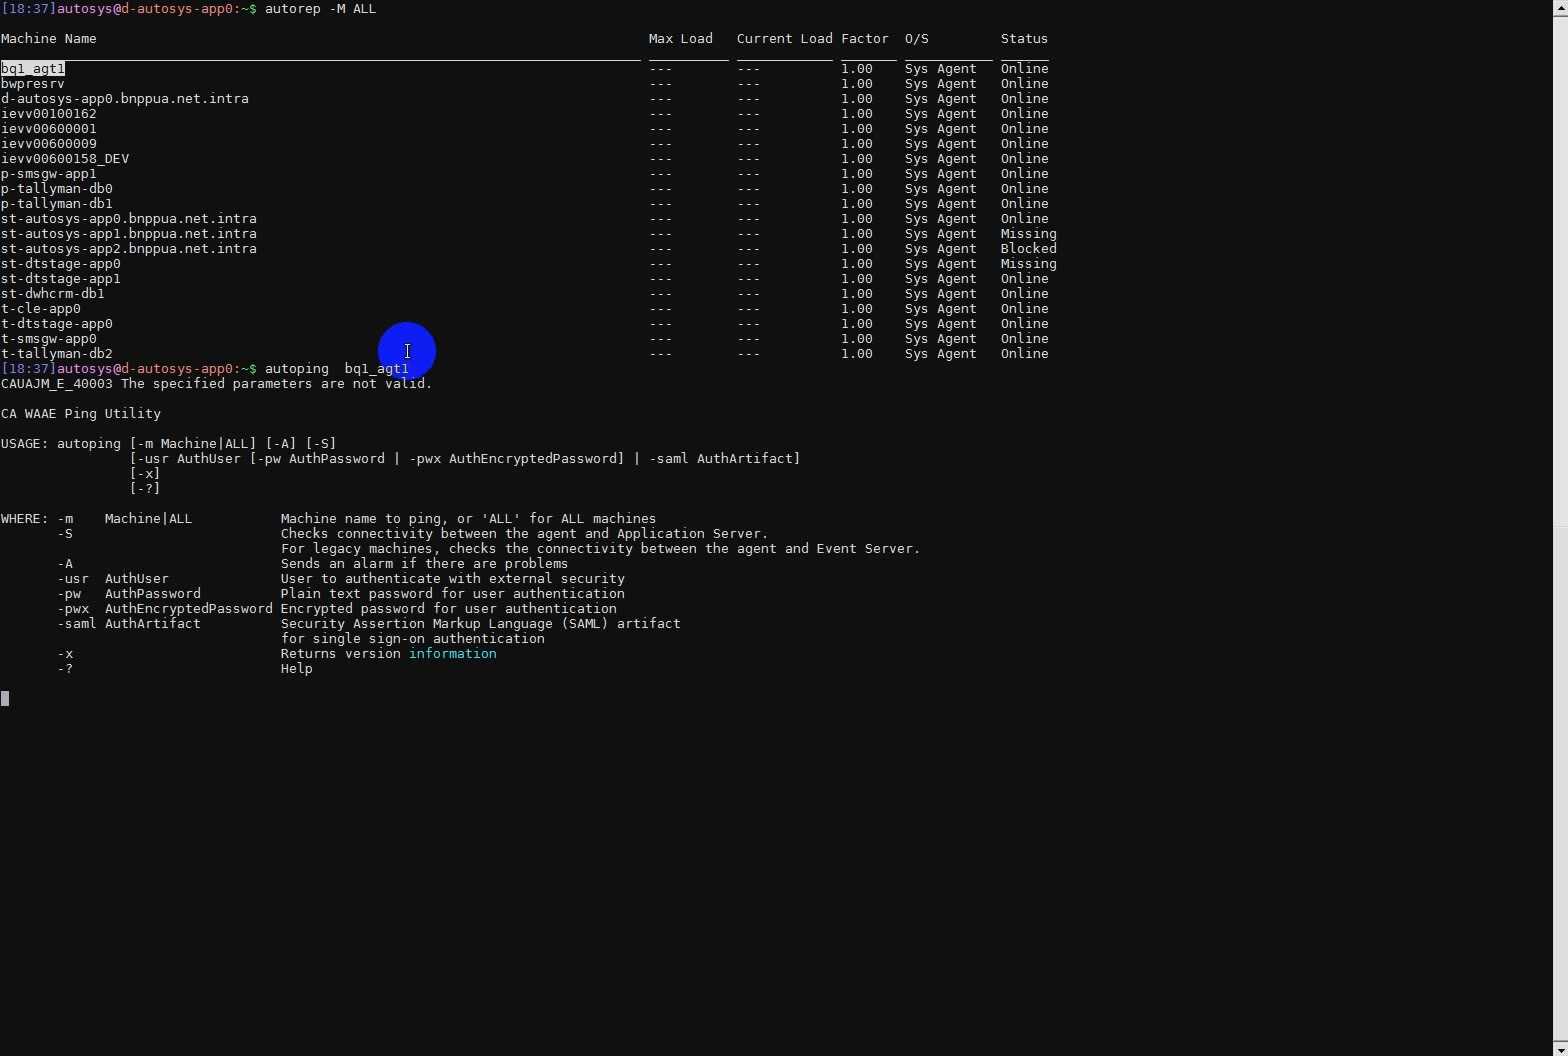 [18:37]autosys@d-autosys-app0:~$ autorep -M ALL
Machine Name Max Load Current Load Factor O/S Status
bq1_agt1 --- --- 1.00 Sys Agent Online
bwpresrv --- --- 1.00 Sys Agent Online
d-autosys-app0.bnppua.net.intra --- --- 1.00 Sys Agent Online
ievv00100162 --- --- 1.00 Sys Agent Online
ievv00600001 --- --- 1.00 Sys Agent Online
ievv00600009 --- --- 1.00 Sys Agent Online
ievv00600158_DEV --- --- 1.00 Sys Agent Online
p-smsgw-app1 --- --- 1.00 Sys Agent Online
p-tallyman-db0 --- --- 1.00 Sys Agent Online
p-tallyman-db1 --- --- 1.00 Sys Agent Online
st-autosys-app0.bnppua.net.intra --- --- 1.00 Sys Agent Online
st-autosys-app1.bnppua.net.intra --- --- 1.00 Sys Agent Missing
st-autosys-app2.bnppua.net.intra --- --- 1.00 Sys Agent Blocked
st-dtstage-app0 --- --- 1.00 Sys Agent Missing
st-dtstage-app1 --- --- 1.00 Sys Agent Online
st-dwhcrm-db1 --- --- 1.00 Sys Agent Online
t-cle-app0 --- --- 1.00 Sys Agent Online
t-dtstage-app0 --- --- 1.00 Sys Agent Online
t-smsgw-app0 --- --- 1.00 Sys Agent Online
t-tallyman-db2 --- --- 1.00 Sys Agent Online
[18:37]autosys@d-autosys-app0:~$ autoping  bq1_agt1
CAUAJM_E_40003 The specified parameters are not valid.
CA WAAE Ping Utility
USAGE: autoping [-m Machine|ALL] [-A] [-S]
[-usr AuthUser [-pw AuthPassword | -pwx AuthEncryptedPassword] | -saml AuthArtifact]
[-x]
[-?]
WHERE: -m Machine|ALL Machine name to ping, or 'ALL' for ALL machines
-S Checks connectivity between the agent and Application Server.
For legacy machines, checks the connectivity between the agent and Event Server.
-A Sends an alarm if there are problems
-usr AuthUser User to authenticate with external security
-pw AuthPassword Plain text password for user authentication
-pwx AuthEncryptedPassword Encrypted password for user authentication
-saml AuthArtifact Security Assertion Markup Language (SAML) artifact
for single sign-on authentication
-x Returns version information
-? Help